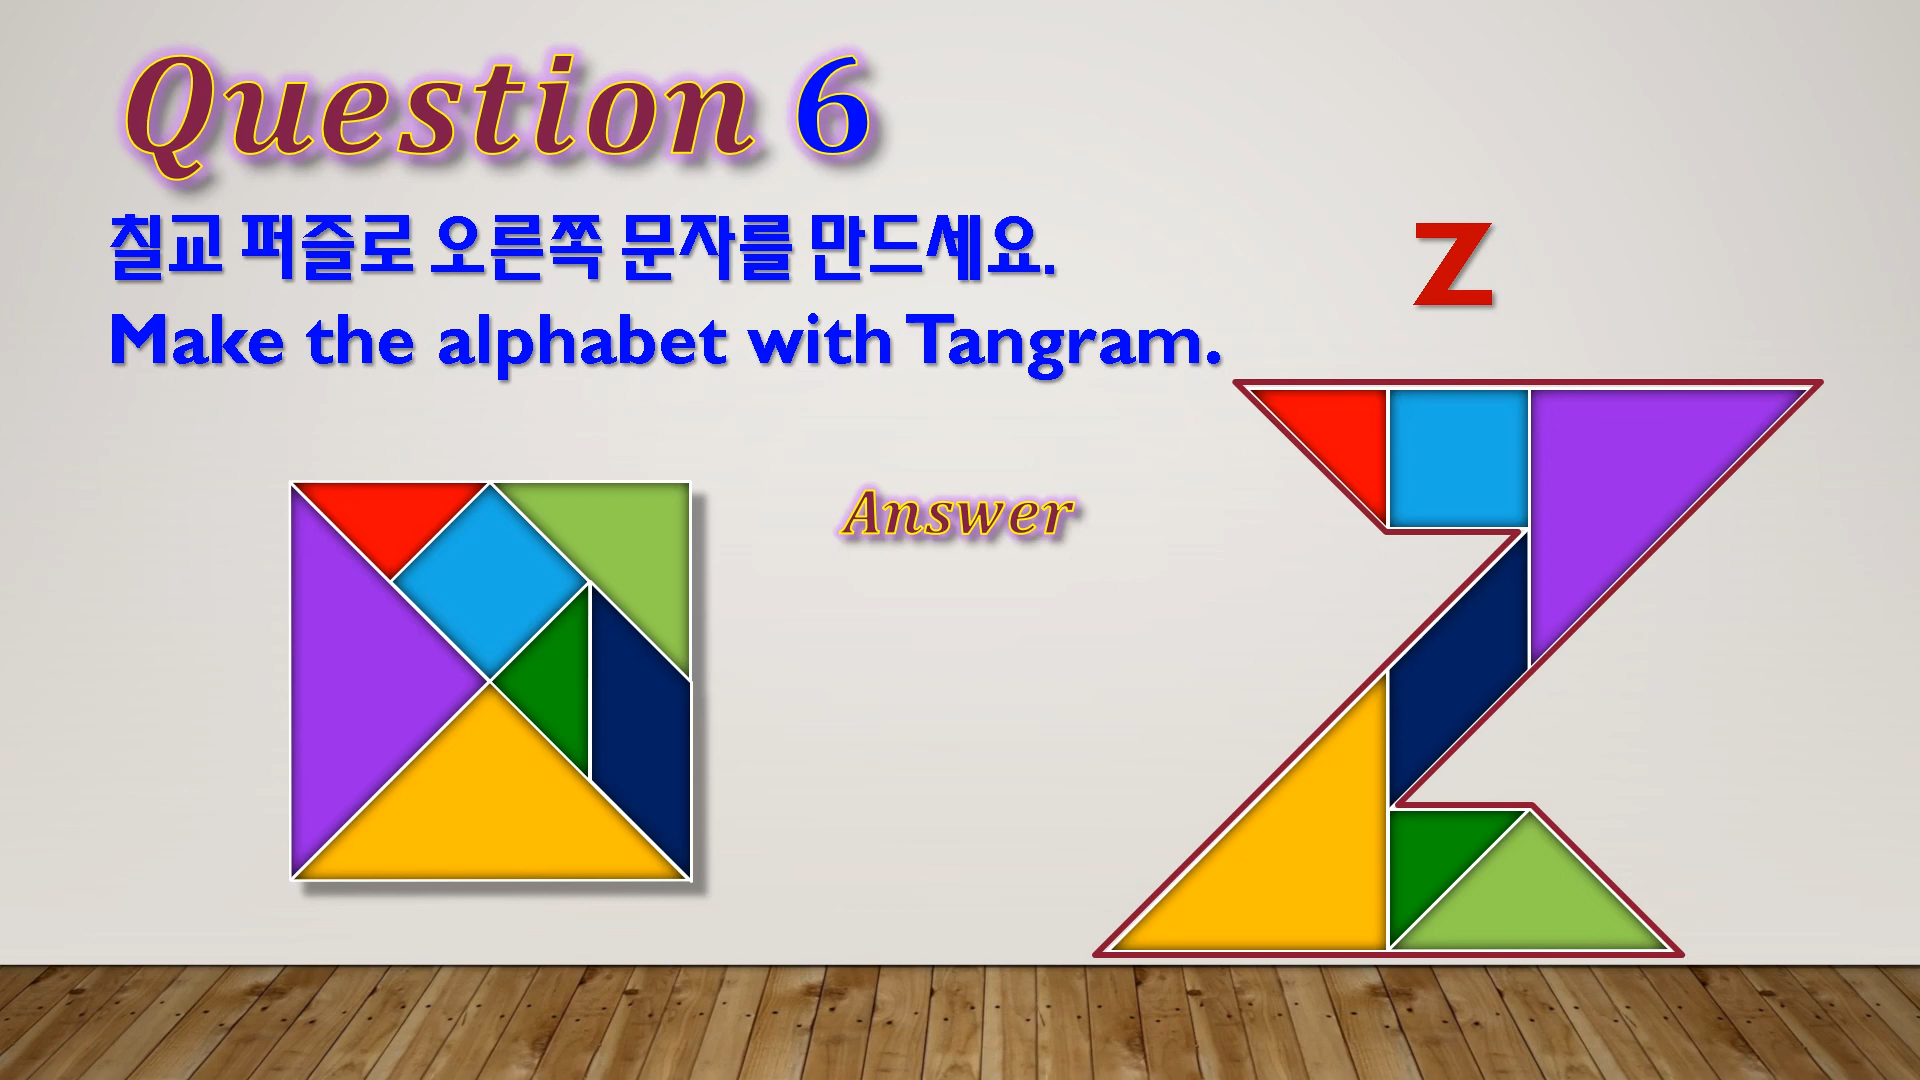 Question 6
칠교 퍼즐로 오른쪽 문자를 만드세요.
Make the alphabet with Tangram.
Z
Answer